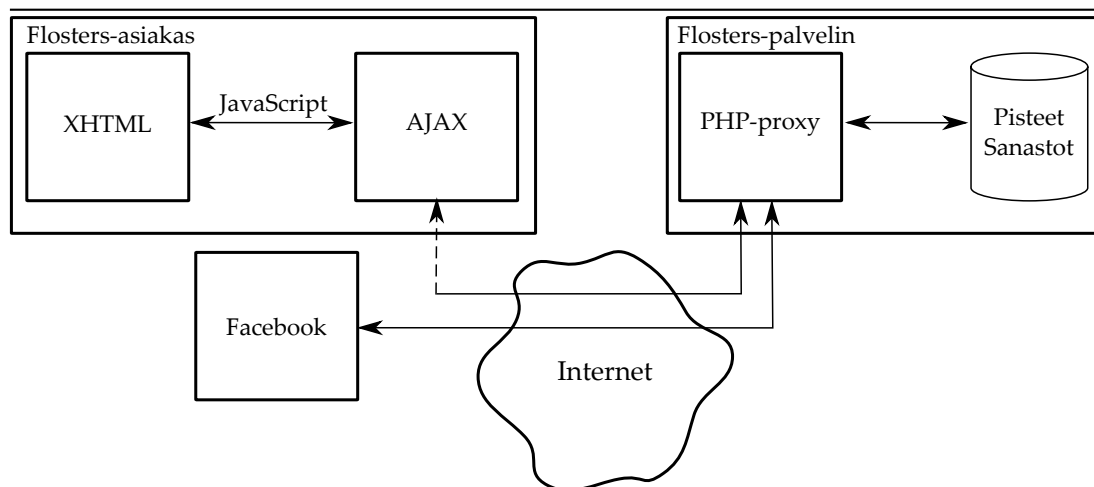 Flosters-asiakas
Flosters-palvelin
XHTML
JavaScript
AJAX
PHP-proxy
Pisteet
Sanastot
Facebook
Internet